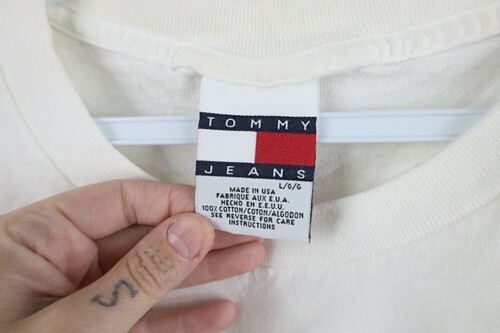 TOMMY
JEANS
L/G/G
MADE IN USA
FABRIQUE AUX E.U.A.
HECHO EN E.E.U.U.
100% COTTON/COTON/ALGODON
SEE REVERSE FOR CARE
INSTRUCTIONS